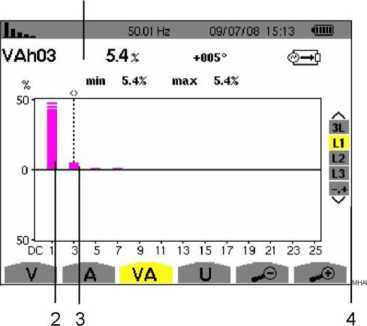 50.01 Hz 09/07/08 15:13
VAh03 5.4 % +005°
min 5.4% max 5.4%
%
50
0
50
DC 1 3 5 7 9 11 13 15 17 19 21 23 25
3L
L1
L2
L3
-.+
V A VA U
2 3 4